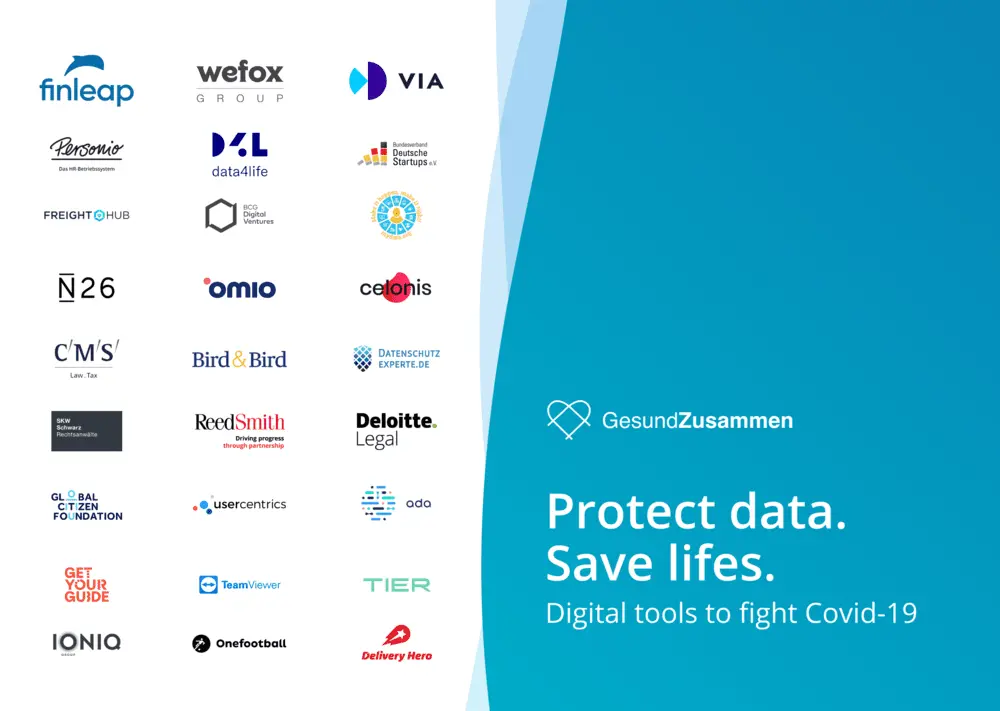 finleap
wefox
GROUP
VIA
Personio
Das HR-Betriebssystem
D4L
data4life
Bundesverband
Deutsche
Startups e.V.
FREIGHT HUB
BCG
Digital
Ventures
N26
omio
celonis
C'M'S'
Law.Tax
Bird & Bird
DATENSCHUTZ
EXPERTE.DE
SKW
Schwarz
Rechtsanwälte
ReedSmith
Driving progress
through partnership
Deloitte.
Legal
GLOBAL
CITIZEN
FOUNDATION
usercentrics
ada
GET
YOUR
GUIDE
TeamViewer
TIER
IONIQ
GROUP
Onefootball
Delivery Hero
GesundZusammen
Protect data.
Save lifes.
Digital tools to fight Covid-19